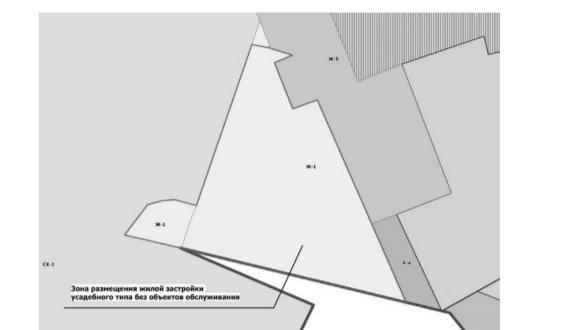 Ж-5
Ж-1
Ж-1
Р-4
СХ-1
Зона размещения жилой застройки
усадебного типа без объектов обслуживания